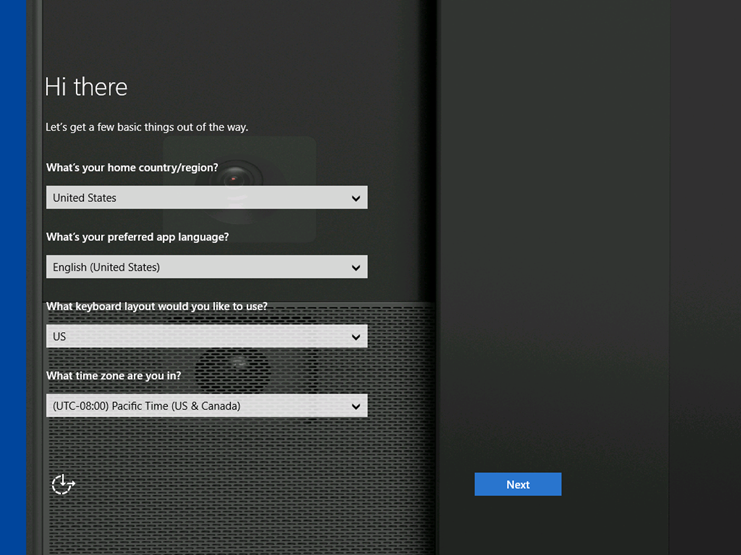 Hi there
Let's get a few basic things out of the way.
What's your home country/region?
United States
What's your preferred app language?
English (United States)
What keyboard layout would you like to use?
US
What time zone are you in?
(UTC-08:00) Pacific Time (US & Canada)
Next